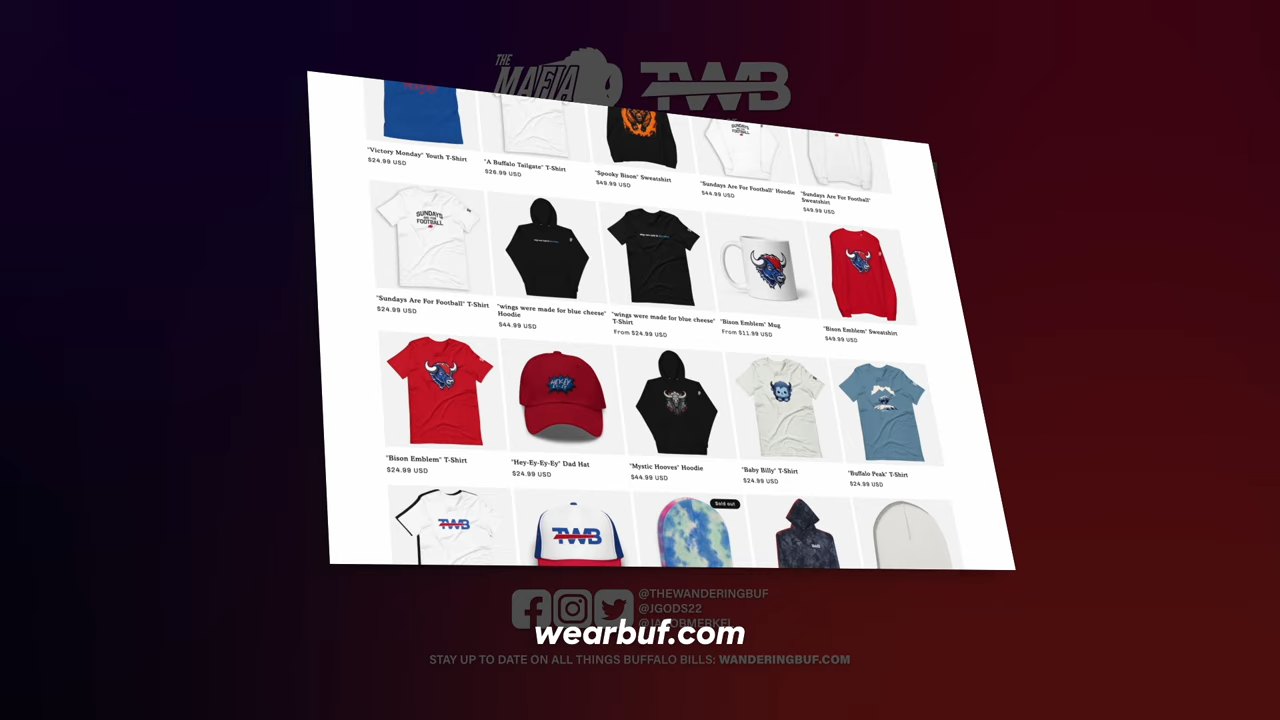 THE
MAFIA
TWB
"Victory Monday" Youth T-Shirt
$24.99 USD
"A Buffalo Tailgate" T-Shirt
$26.99 USD
"Spooky Bison" Sweatshirt
$49.99 USD
"Sundays Are For Football" Hoodie
$44.99 USD
"Sundays Are For Football"
Sweatshirt
$49.99 USD
SUNDAYS
ARE FOR
FOOTBALL
"Sundays Are For Football" T-Shirt
$24.99 USD
"wings were made for blue cheese"
Hoodie
$44.99 USD
"wings were made for blue cheese"
T-Shirt
From $24.99 USD
"Bison Emblem" Mug
From $11.99 USD
"Bison Emblem" Sweatshirt
$49.99 USD
"Bison Emblem" T-Shirt
$24.99 USD
"Hey-Ey-Ey-Ey" Dad Hat
$24.99 USD
"Mystic Hooves" Hoodie
$44.99 USD
"Baby Billy" T-Shirt
$24.99 USD
"Buffalo Peak" T-Shirt
$24.99 USD
TWB
TWB
Sold out
@THEWANDERINGBUF
@JGODS22
@JACORMERKEL
wearbuf.com
STAY UP TO DATE ON ALL THINGS BUFFALO BILLS: WANDERINGBUF.COM